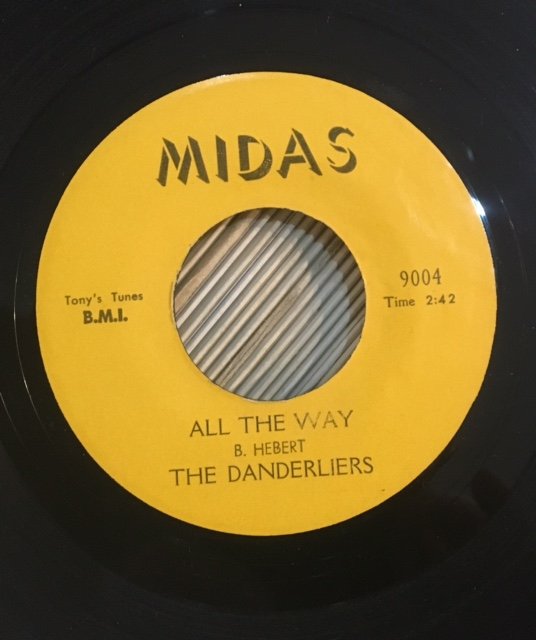 MIDAS
Tony's Tunes
B.M.I.
9004
Time 2:42
ALL THE WAY
B. HEBERT
THE DANDERLIERS